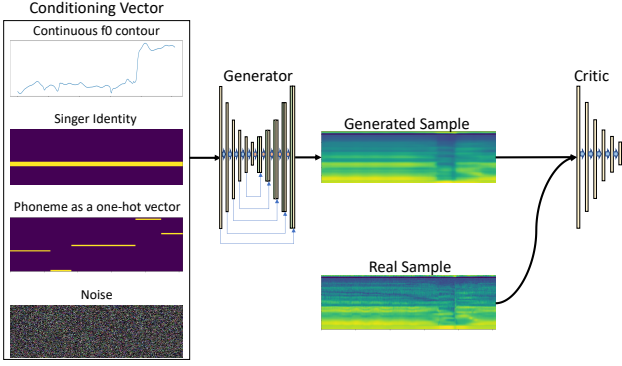 Conditioning Vector
Continuous f0 contour
Singer Identity
Phoneme as a one-hot vector
Noise
Generator
Generated Sample
Real Sample
Critic